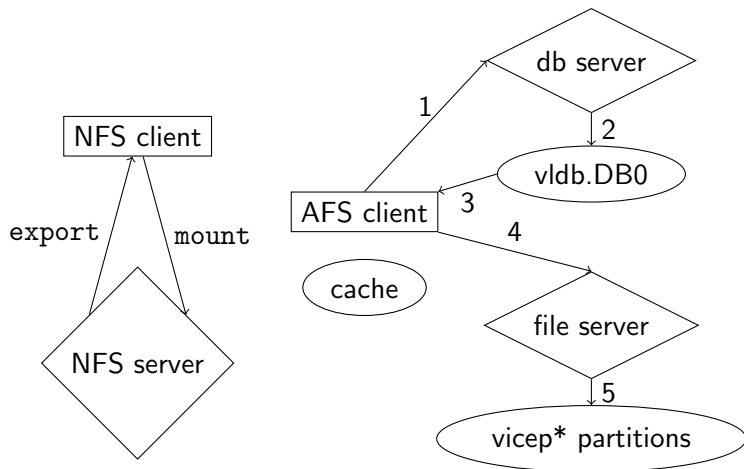 NFS client
export
mount
NFS server
db server
1
2
vldb.DB0
3
AFS client
4
cache
file server
5
vicep* partitions